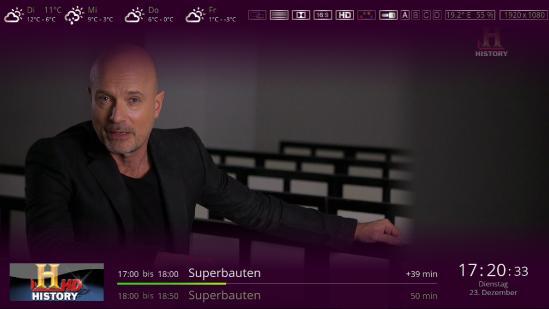 Di 11°C
12°C - 6°C
Mi
9°C - 3°C
Do
6°C - 0°C
Fr
1°C - -3°C
16:9
HD
A B C D
19.2° E 55 %
1920 x 1080
H
HISTORY
H HD
HISTORY
17:00 bis 18:00 Superbauten +39 min
18:00 bis 18:50 Superbauten 50 min
17:20:33
Dienstag
23. Dezember